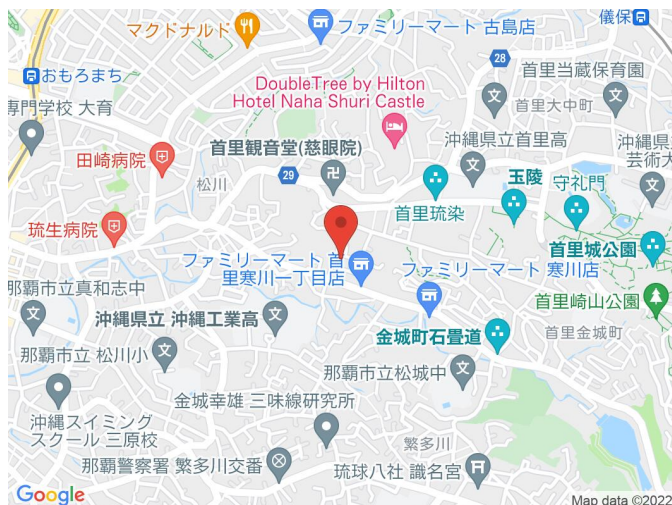 儀保
マクドナルド
ファミリーマート 古島店
おもろまち
28
首里当蔵保育園
DoubleTree by Hilton
Hotel Naha Shuri Castle
首里大中町
専門学校 大育
沖縄県立首里高
沖縄県
芸術大
田崎病院
首里観音堂(慈眼院)
松川
29
玉陵
守礼門
首里琉染
琉生病院
首里城公園
ファミリーマート 首
里寒川一丁目店
ファミリーマート 寒川店
那覇市立真和志中
首里崎山公園
沖縄県立 沖縄工業高
首里金城町
金城町石畳道
那覇市立 松川小
那覇市立松城中
沖縄スイミング
スクール 三原校
金城幸雄 三味線研究所
繁多川
那覇警察署 繁多川交番
琉球八社 識名宮
Google
Map data ©2022